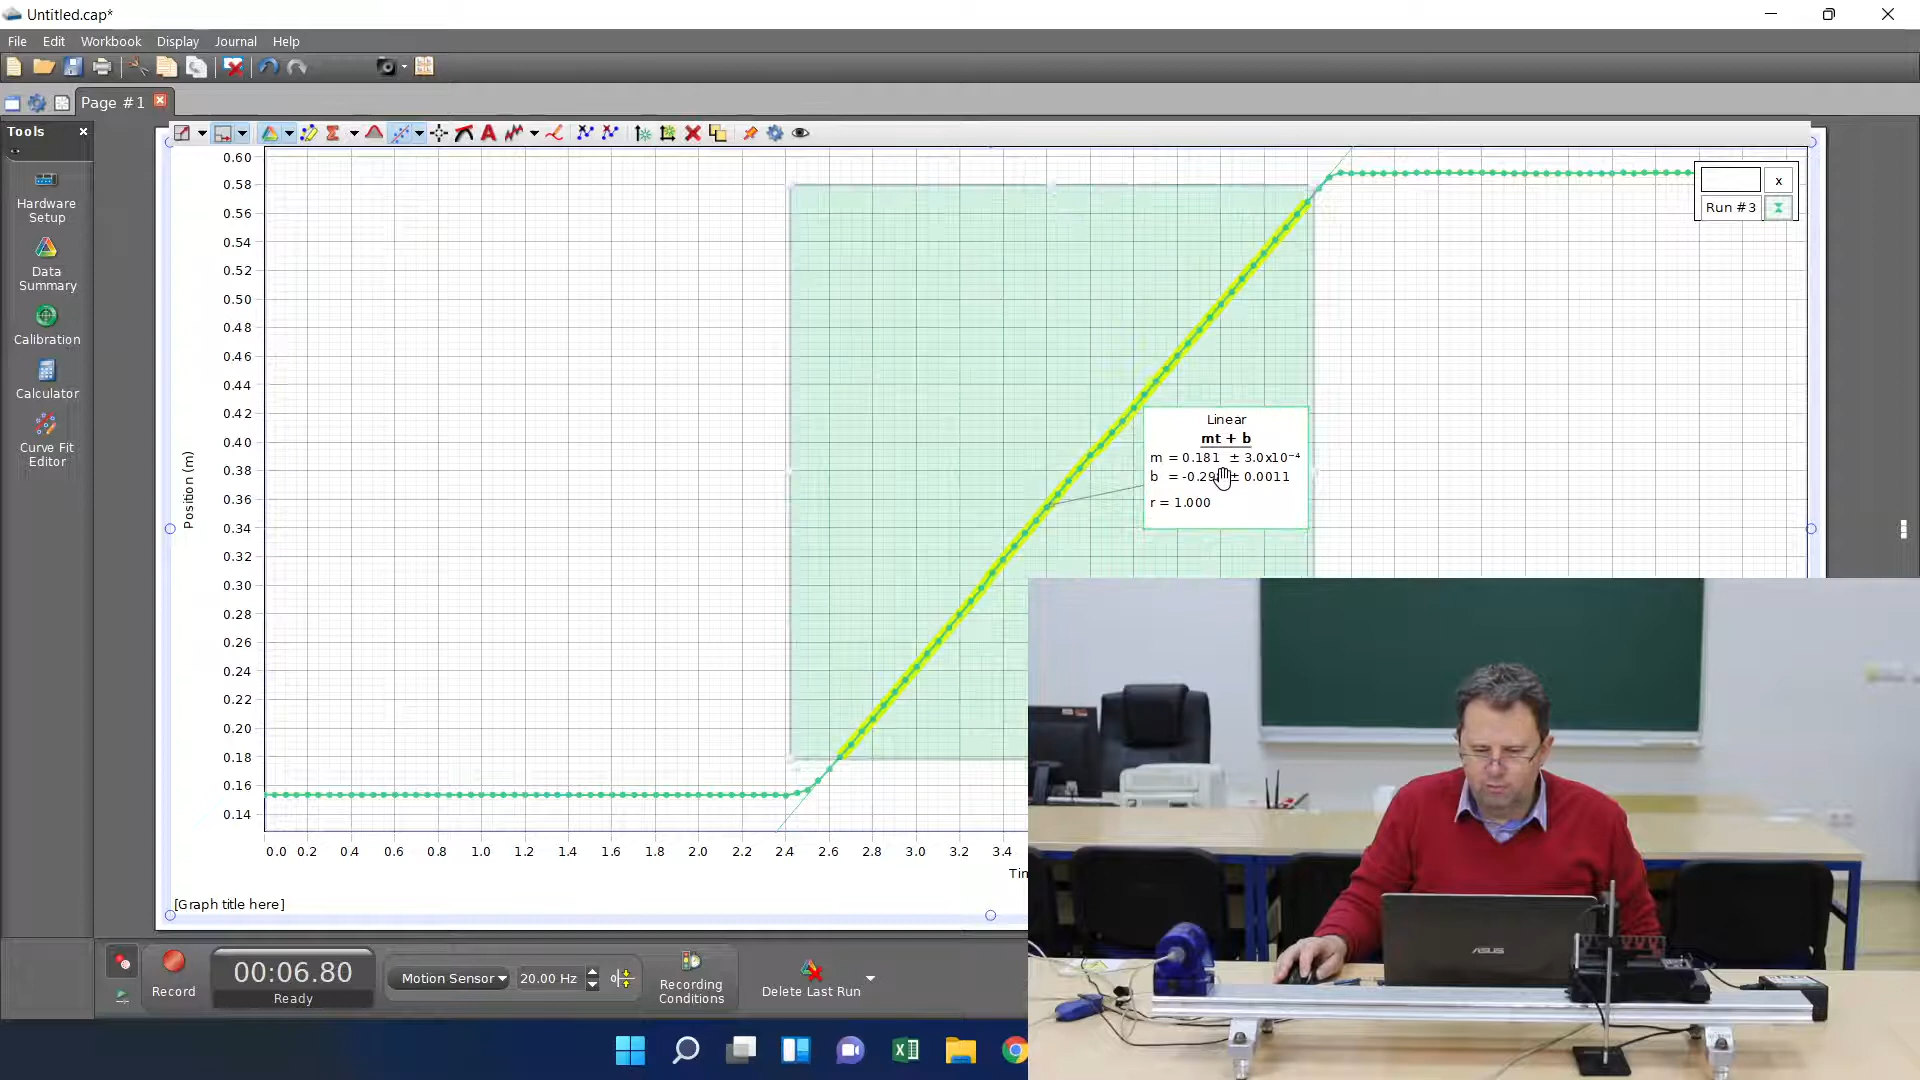 Untitled.cap*
File Edit Workbook Display Journal Help
Page #1
Tools
Hardware
Setup
Data
Summary
Calibration
Calculator
Curve Fit
Editor
0.60
0.58
0.56
0.54
0.52
0.50
0.48
0.46
0.44
0.42
0.40
0.38
0.36
0.34
0.32
0.30
0.28
0.26
0.24
0.22
0.20
0.18
0.16
0.14
Position (m)
x
Run #3
Linear
mt + b
m = 0.181 ± 3.0x10⁻⁴
± 0.0011
r = 1.000
0.0 0.2 0.4 0.6 0.8 1.0 1.2 1.4 1.6 1.8 2.0 2.2 2.4 2.6 2.8 3.0 3.2 3.4
[Graph title here]
Record
00:06.80
Ready
Motion Sensor
20.00 Hz
Recording
Conditions
Delete Last Run
ASUS